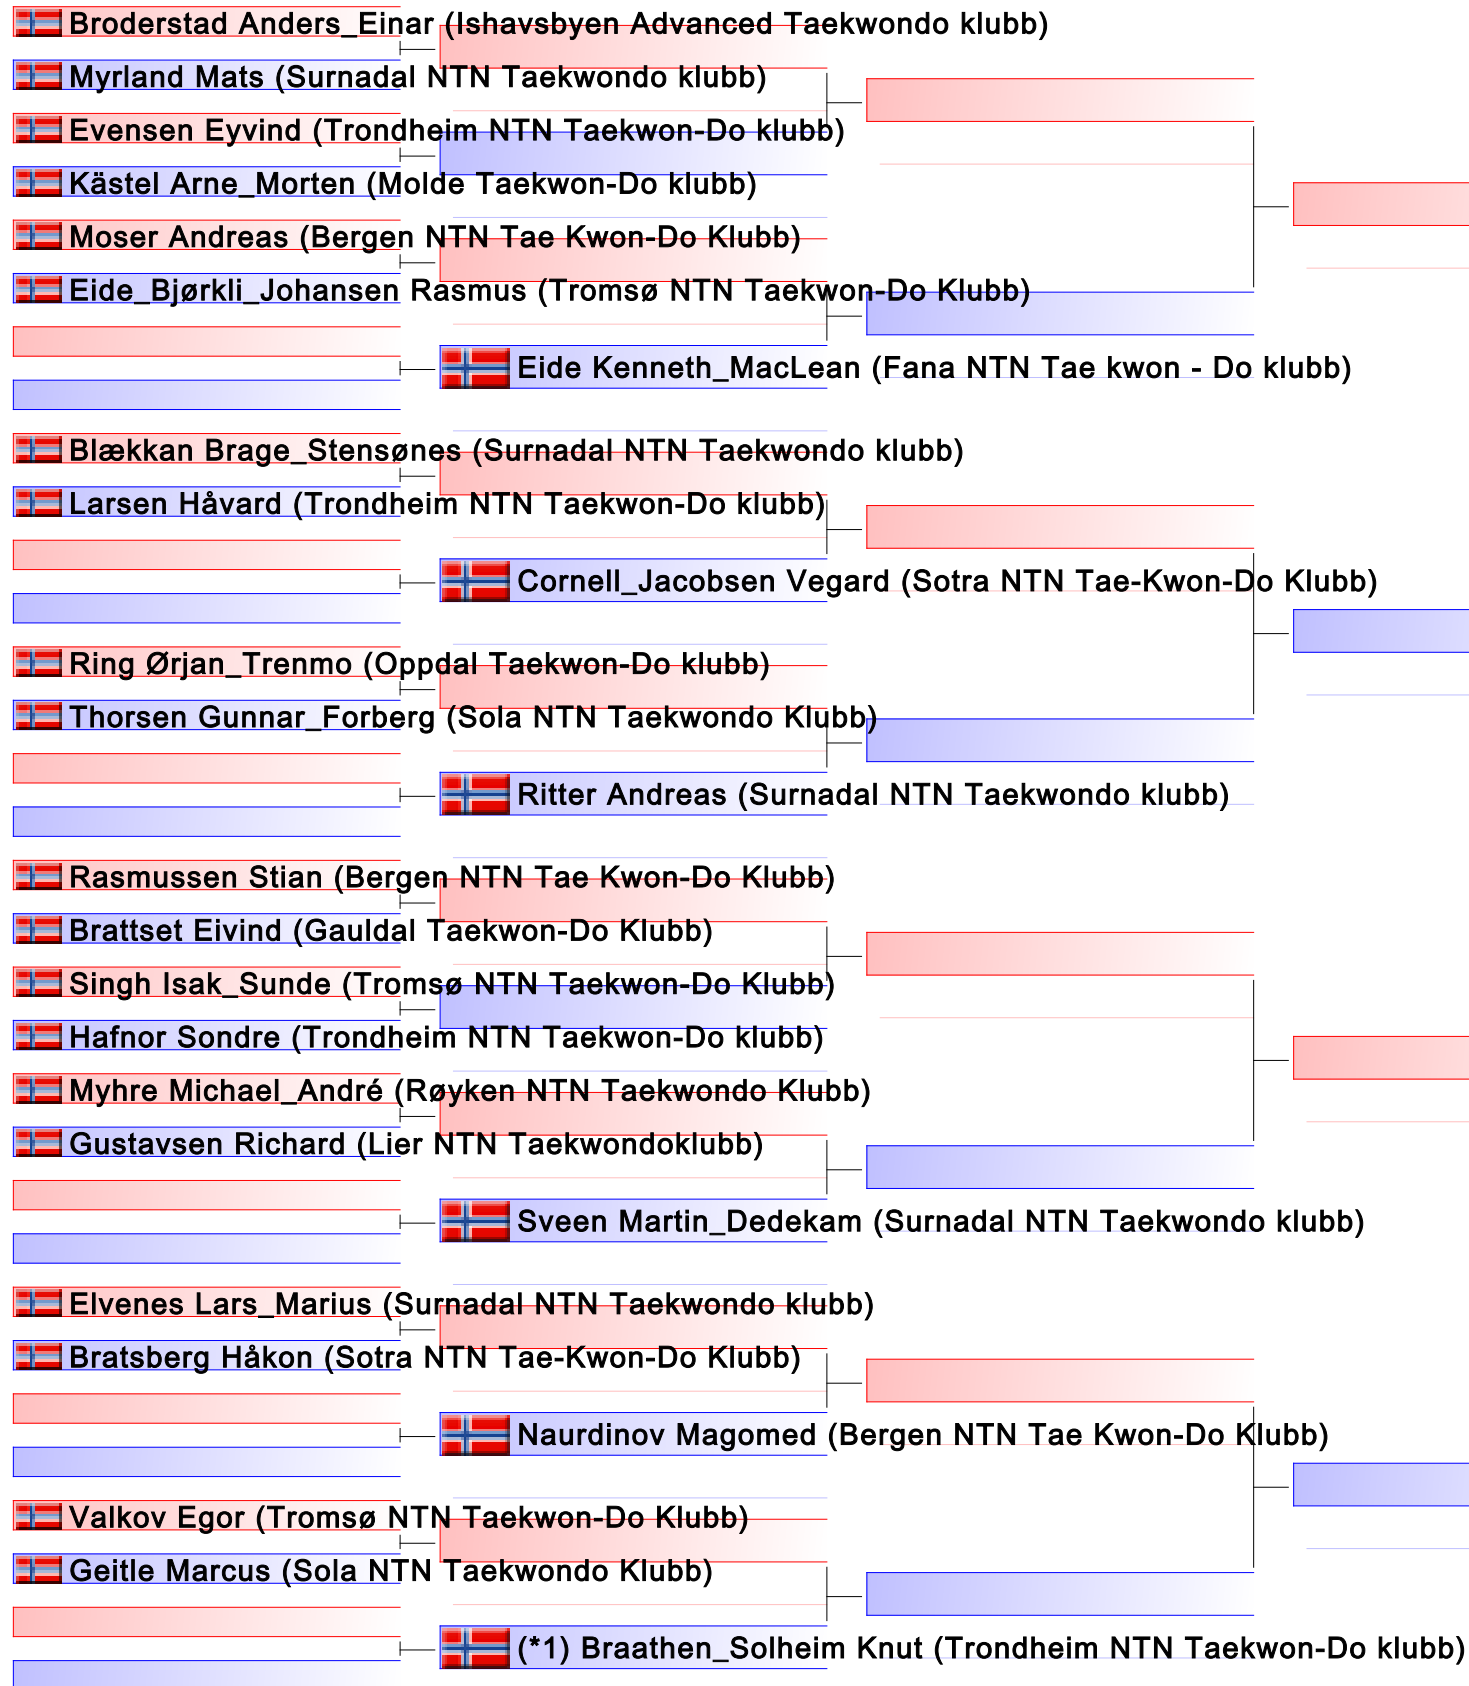 Broderstad Anders_Einar (Ishavsbyen Advanced Taekwondo klubb)
Myrland Mats (Surnadal NTN Taekwondo klubb)
Evensen Eyvind (Trondheim NTN Taekwon-Do klubb)
Kästel Arne_Morten (Molde Taekwon-Do klubb)
Moser Andreas (Bergen NTN Tae Kwon-Do Klubb)
Eide_Bjørkli_Johansen Rasmus (Tromsø NTN Taekwon-Do Klubb)
Eide Kenneth_MacLean (Fana NTN Tae kwon - Do klubb)
Blækkan Brage_Stensønes (Surnadal NTN Taekwondo klubb)
Larsen Håvard (Trondheim NTN Taekwon-Do klubb)
Cornell_Jacobsen Vegard (Sotra NTN Tae-Kwon-Do Klubb)
Ring Ørjan_Trenmo (Oppdal Taekwon-Do klubb)
Thorsen Gunnar_Forberg (Sola NTN Taekwondo Klubb)
Ritter Andreas (Surnadal NTN Taekwondo klubb)
Rasmussen Stian (Bergen NTN Tae Kwon-Do Klubb)
Brattset Eivind (Gauldal Taekwon-Do Klubb)
Singh Isak_Sunde (Tromsø NTN Taekwon-Do Klubb)
Hafnor Sondre (Trondheim NTN Taekwon-Do klubb)
Myhre Michael_André (Røyken NTN Taekwondo Klubb)
Gustavsen Richard (Lier NTN Taekwondoklubb)
Sveen Martin_Dedekam (Surnadal NTN Taekwondo klubb)
Elvenes Lars_Marius (Surnadal NTN Taekwondo klubb)
Bratsberg Håkon (Sotra NTN Tae-Kwon-Do Klubb)
Naurdinov Magomed (Bergen NTN Tae Kwon-Do Klubb)
Valkov Egor (Tromsø NTN Taekwon-Do Klubb)
Geitle Marcus (Sola NTN Taekwondo Klubb)
(*1) Braathen_Solheim Knut (Trondheim NTN Taekwon-Do klubb)